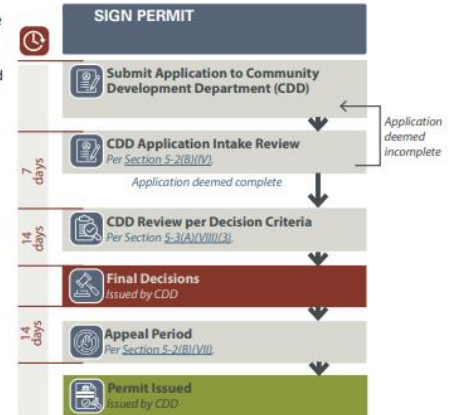 SIGN PERMIT
Submit Application to Community
Development Department (CDD)
Application
deemed
incomplete
CDD Application Intake Review
Per Section 5-2(B)(IV).
7
days
Application deemed complete
CDD Review per Decision Criteria
Per Section 5-3(A)(VIII)(3).
14
days
Final Decisions
Issued by CDD
14
days
Appeal Period
Per Section 5-2(B)(VII).
Permit Issued
Issued by CDD